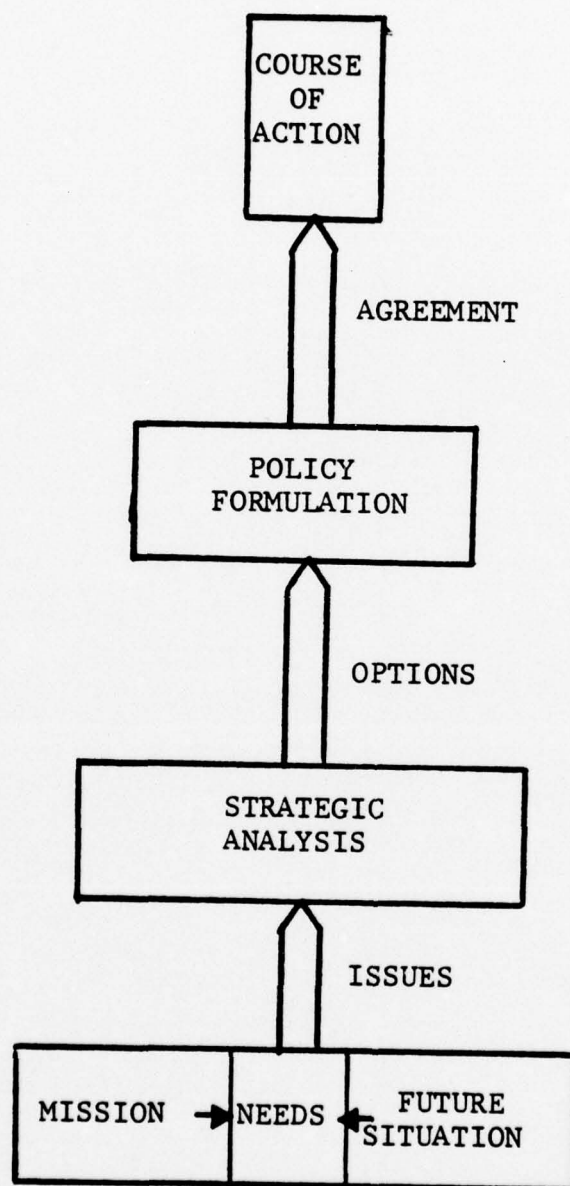 COURSE
OF
ACTION
AGREEMENT
POLICY
FORMULATION
OPTIONS
STRATEGIC
ANALYSIS
ISSUES
MISSION
NEEDS
FUTURE
SITUATION